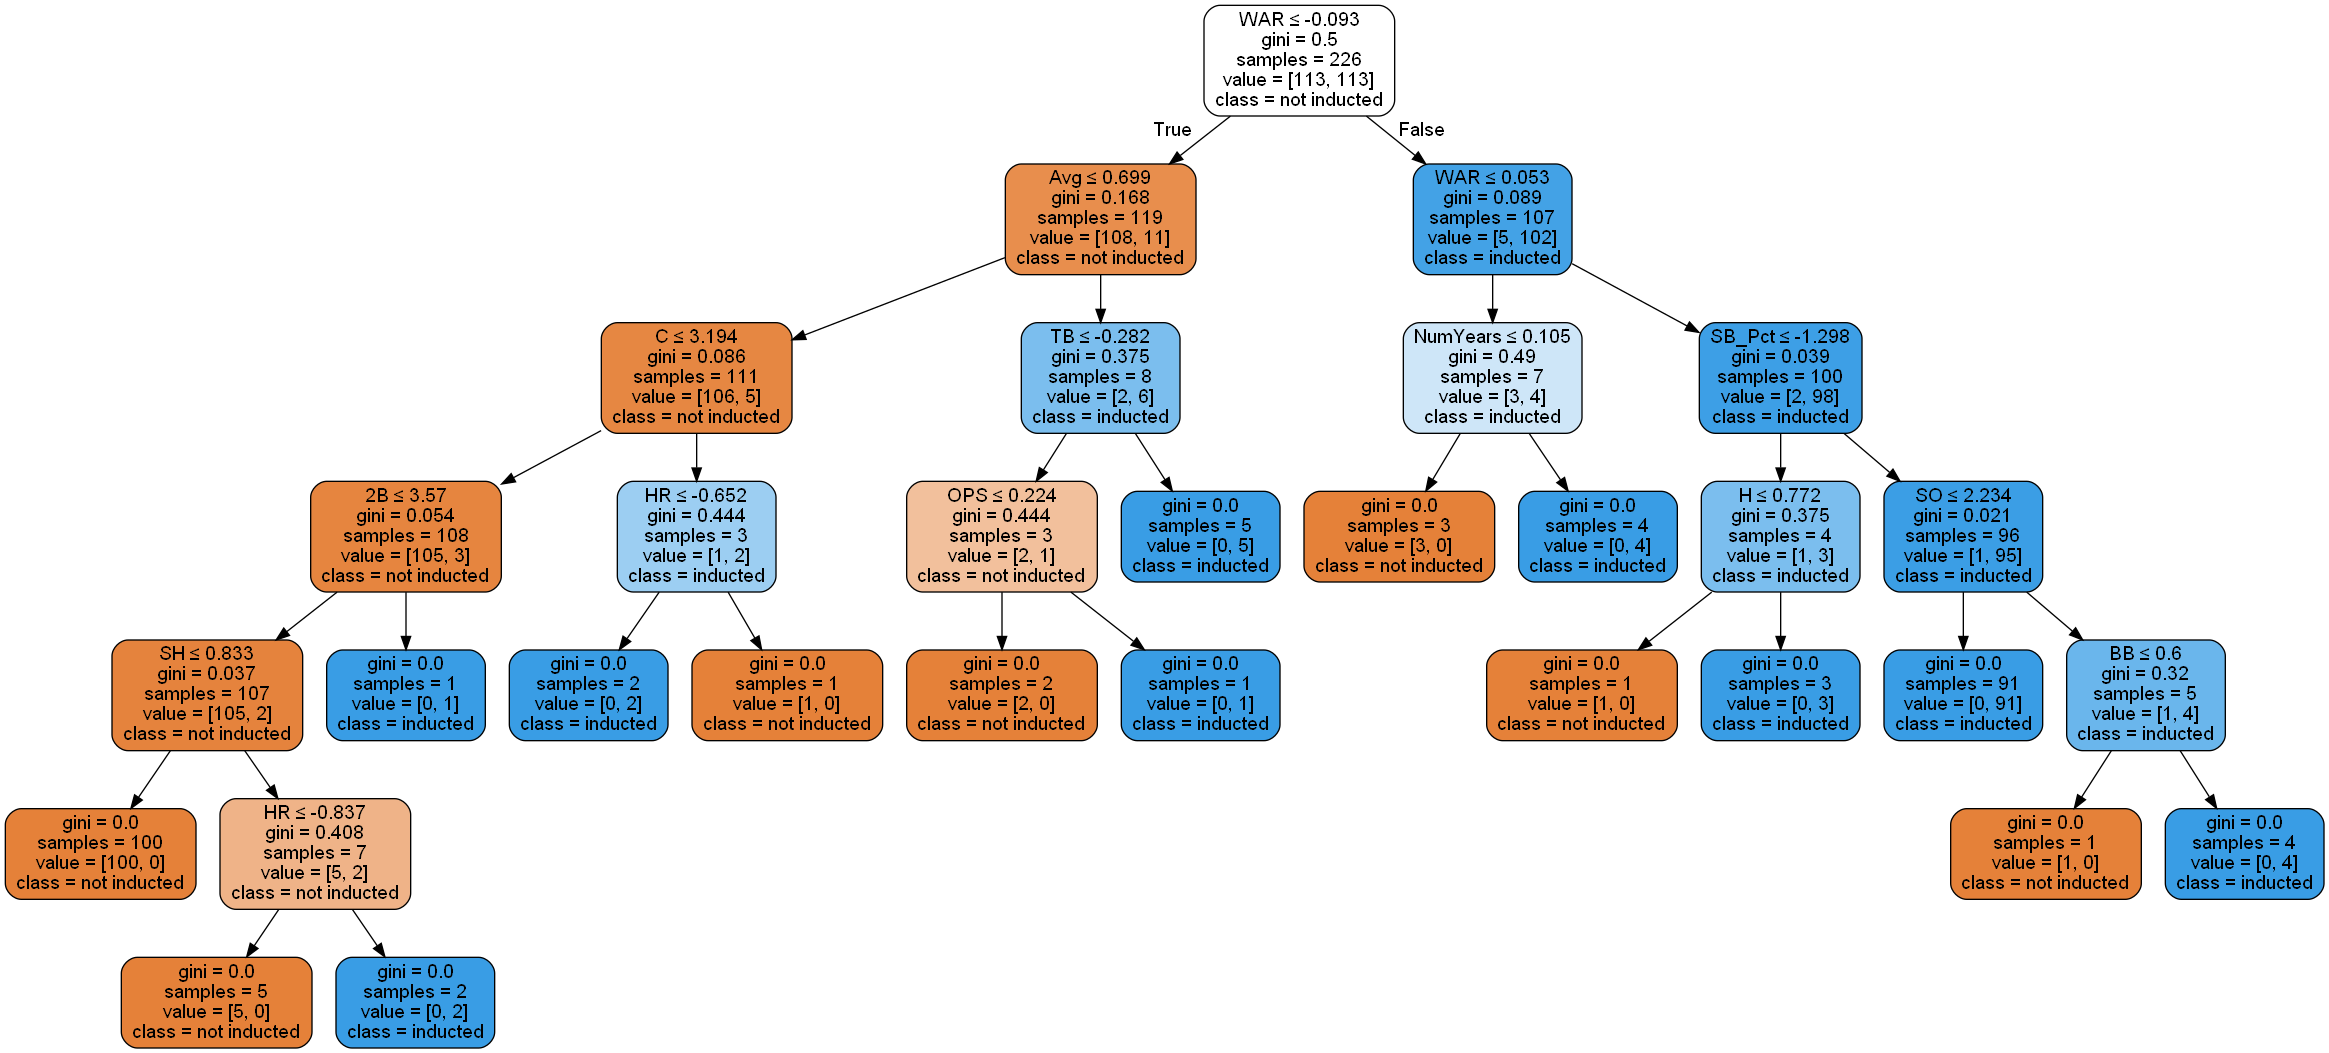 WAR ≤ -0.093
gini = 0.5
samples = 226
value = [113, 113]
class = not inducted
True
False
Avg ≤ 0.699
gini = 0.168
samples = 119
value = [108, 11]
class = not inducted
WAR ≤ 0.053
gini = 0.089
samples = 107
value = [5, 102]
class = inducted
C ≤ 3.194
gini = 0.086
samples = 111
value = [106, 5]
class = not inducted
TB ≤ -0.282
gini = 0.375
samples = 8
value = [2, 6]
class = inducted
NumYears ≤ 0.105
gini = 0.49
samples = 7
value = [3, 4]
class = inducted
SB_Pct ≤ -1.298
gini = 0.039
samples = 100
value = [2, 98]
class = inducted
2B ≤ 3.57
gini = 0.054
samples = 108
value = [105, 3]
class = not inducted
HR ≤ -0.652
gini = 0.444
samples = 3
value = [1, 2]
class = inducted
OPS ≤ 0.224
gini = 0.444
samples = 3
value = [2, 1]
class = not inducted
gini = 0.0
samples = 5
value = [0, 5]
class = inducted
gini = 0.0
samples = 3
value = [3, 0]
class = not inducted
gini = 0.0
samples = 4
value = [0, 4]
class = inducted
H ≤ 0.772
gini = 0.375
samples = 4
value = [1, 3]
class = inducted
SO ≤ 2.234
gini = 0.021
samples = 96
value = [1, 95]
class = inducted
SH ≤ 0.833
gini = 0.037
samples = 107
value = [105, 2]
class = not inducted
gini = 0.0
samples = 1
value = [0, 1]
class = inducted
gini = 0.0
samples = 2
value = [0, 2]
class = inducted
gini = 0.0
samples = 1
value = [1, 0]
class = not inducted
gini = 0.0
samples = 2
value = [2, 0]
class = not inducted
gini = 0.0
samples = 1
value = [0, 1]
class = inducted
gini = 0.0
samples = 1
value = [1, 0]
class = not inducted
gini = 0.0
samples = 3
value = [0, 3]
class = inducted
gini = 0.0
samples = 91
value = [0, 91]
class = inducted
BB ≤ 0.6
gini = 0.32
samples = 5
value = [1, 4]
class = inducted
gini = 0.0
samples = 100
value = [100, 0]
class = not inducted
HR ≤ -0.837
gini = 0.408
samples = 7
value = [5, 2]
class = not inducted
gini = 0.0
samples = 1
value = [1, 0]
class = not inducted
gini = 0.0
samples = 4
value = [0, 4]
class = inducted
gini = 0.0
samples = 5
value = [5, 0]
class = not inducted
gini = 0.0
samples = 2
value = [0, 2]
class = inducted